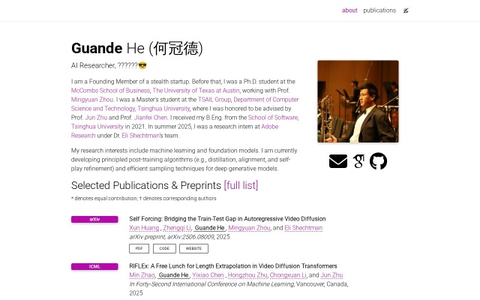 about publications
Guande He (何冠德)
AI Researcher, ??????😎
I am a Founding Member of a stealth startup. Before that, I was a Ph.D. student at the
McCombs School of Business, The University of Texas at Austin, working with Prof.
Mingyuan Zhou. I was a Master's student at the TSAIL Group, Department of Computer
Science and Technology, Tsinghua University, where I was honored to be advised by
Prof. Jun Zhu and Prof. Jianfei Chen. I received my B.Eng. from the School of Software,
Tsinghua University in 2021. In summer 2025, I was a research intern at Adobe
Research under Dr. Eli Shechtman's team.
My research interests include machine learning and foundation models. I am currently
developing principled post-training algorithms (e.g., distillation, alignment, and self-
play refinement) and efficient sampling techniques for deep generative models.
Selected Publications & Preprints [full list]
* denotes equal contribution; † denotes corresponding authors
arXiv
Self Forcing: Bridging the Train-Test Gap in Autoregressive Video Diffusion
Xun Huang, Zhengqi Li, Guande He, Mingyuan Zhou, and Eli Shechtman
arXiv preprint, arXiv:2506.08009, 2025
PDF CODE WEBSITE
ICML
RIFLEx: A Free Lunch for Length Extrapolation in Video Diffusion Transformers
Min Zhao, Guande He, Yixiao Chen, Hongzhou Zhu, Chongxuan Li, and Jun Zhu
In Forty-Second International Conference on Machine Learning, Vancouver, Canada,
2025